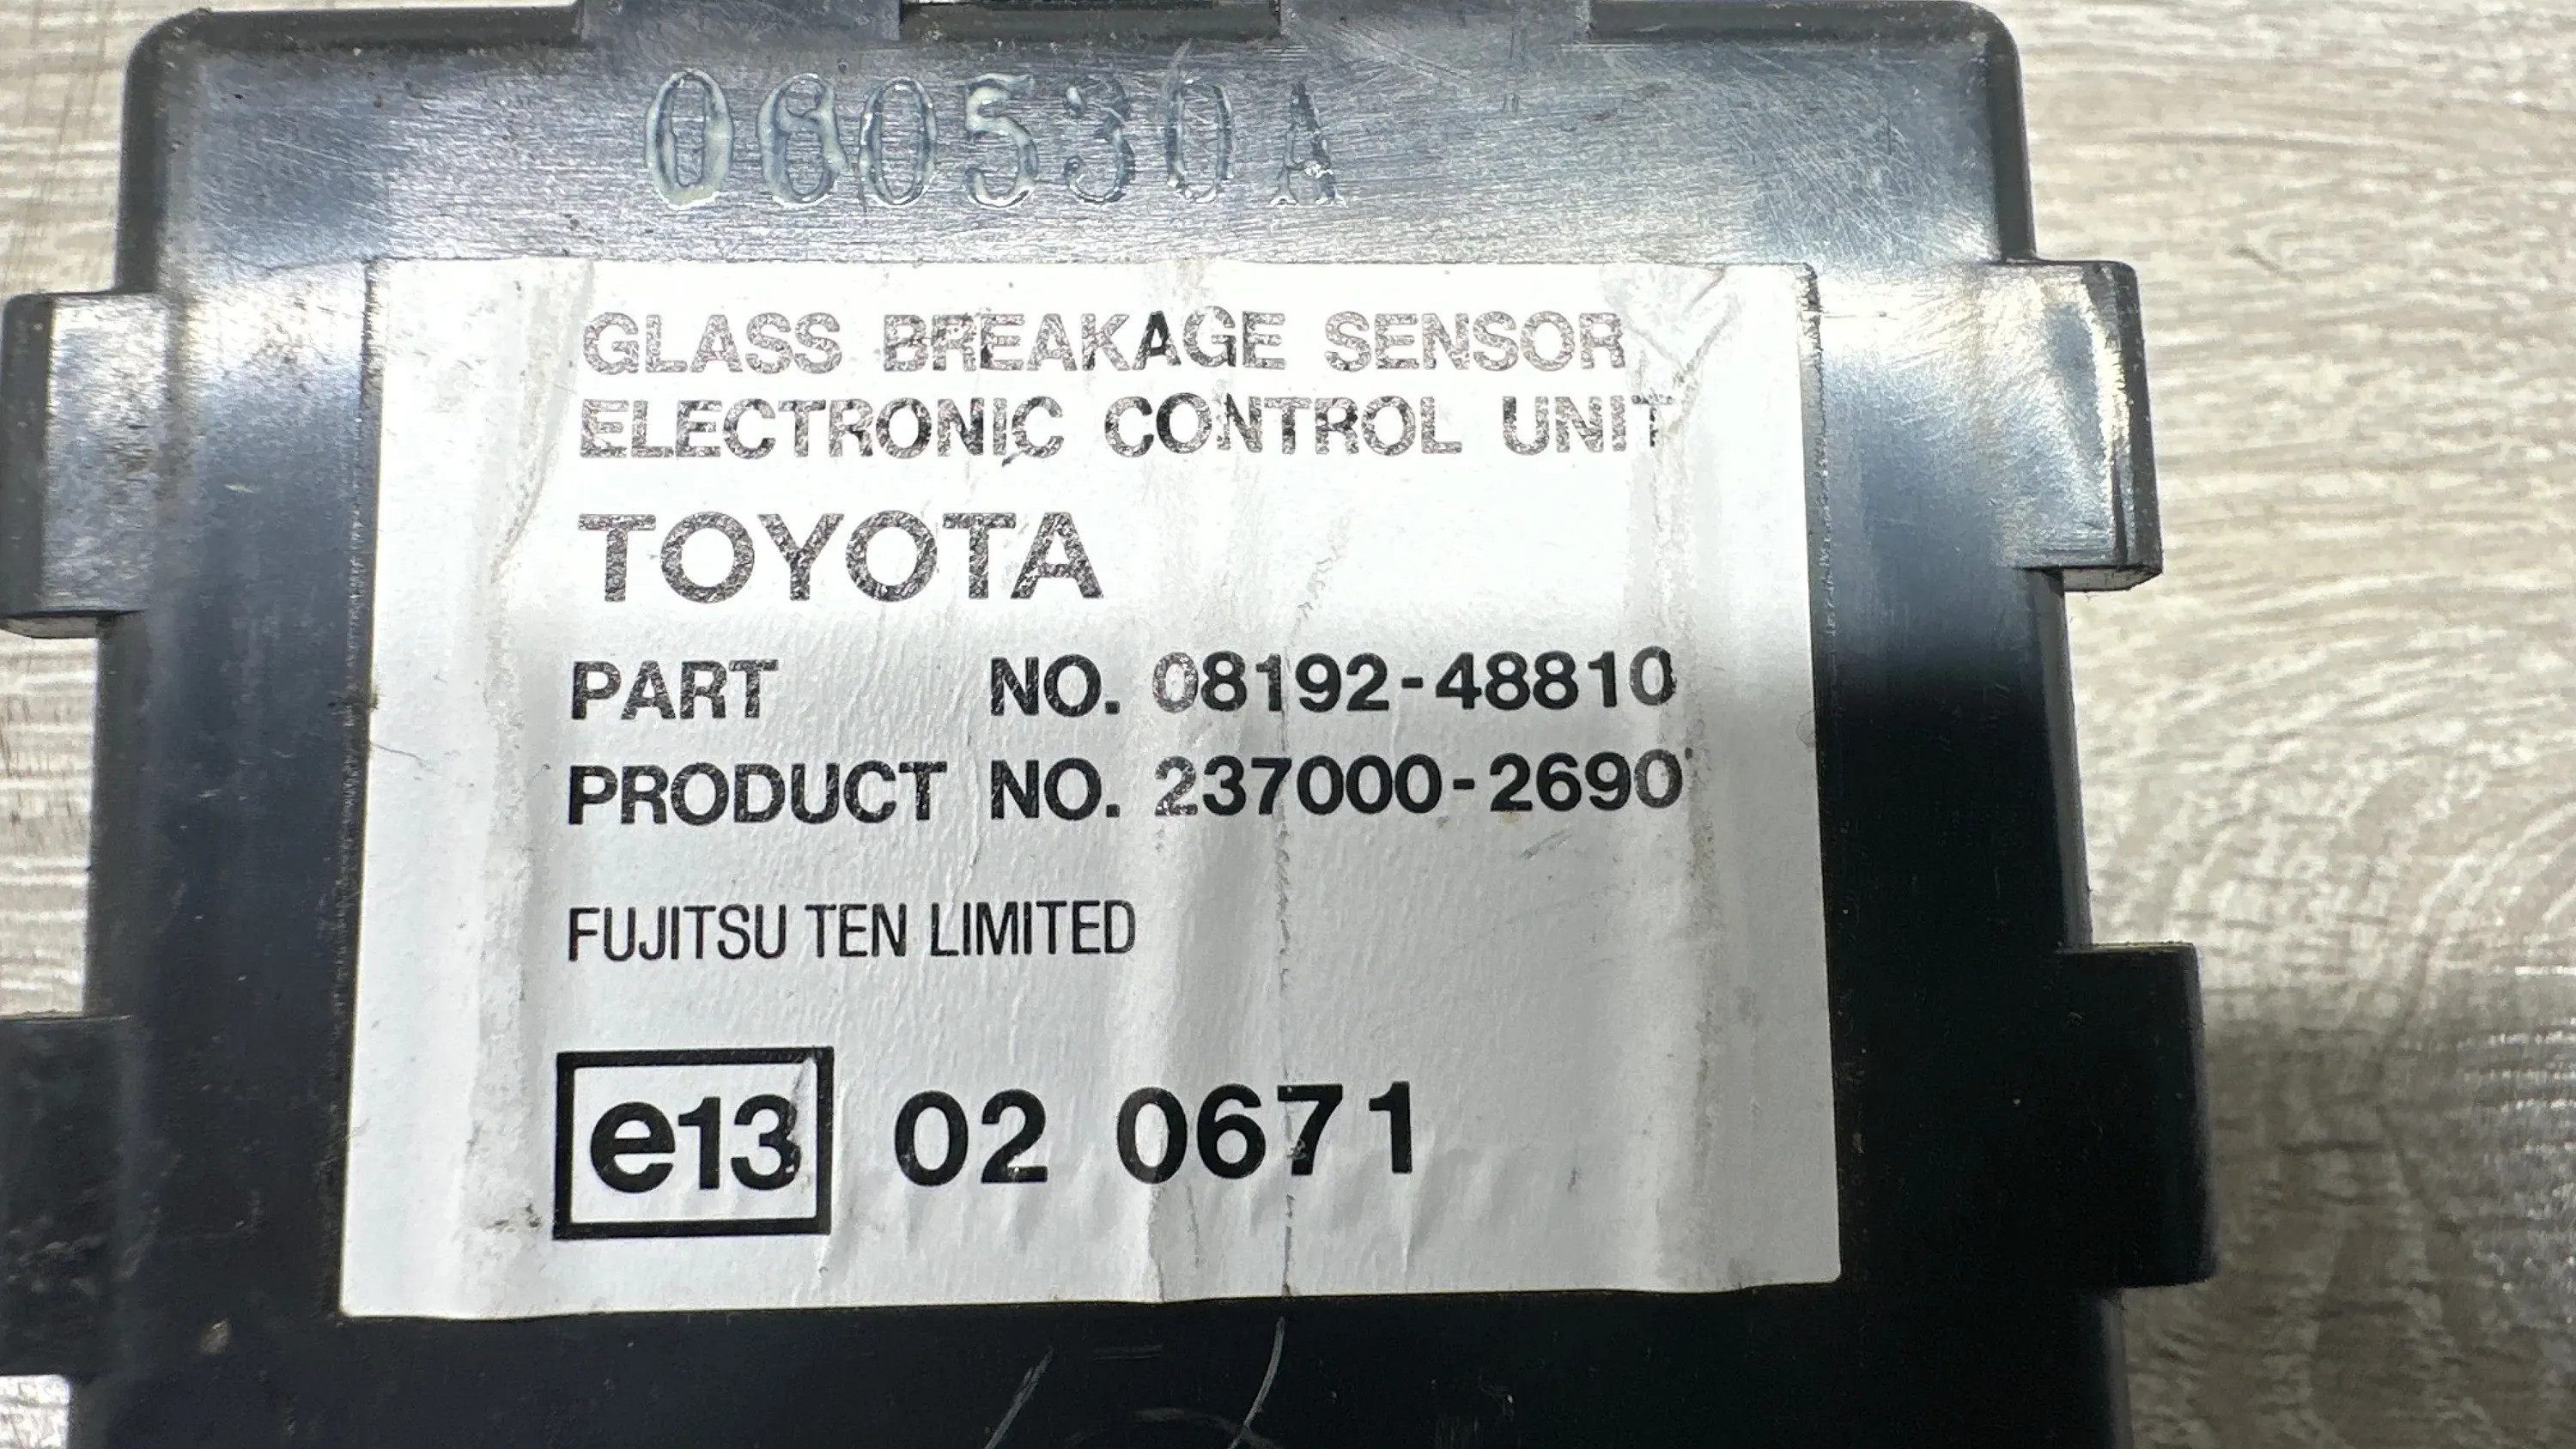 060530A
GLASS BREAKAGE SENSOR
ELECTRONIC CONTROL UNIT
TOYOTA
PART NO. 08192-48810
PRODUCT NO. 237000-2690
FUJITSU TEN LIMITED
e13 02 0671